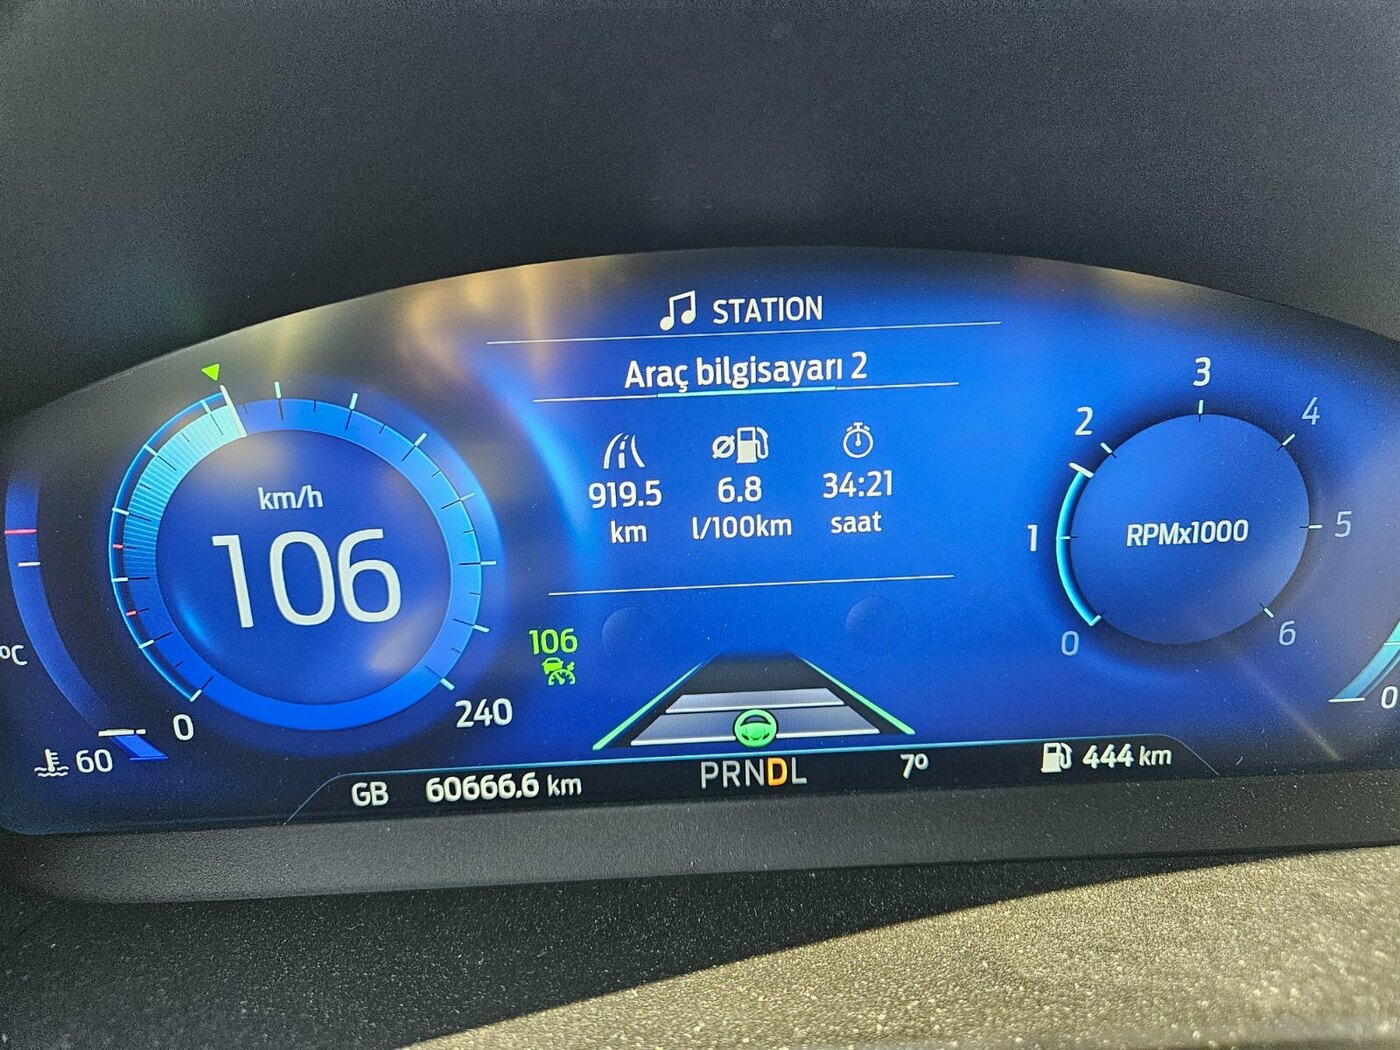 STATION
Araç bilgisayarı 2
919.5 6.8 34:21
km l/100km saat
km/h
106
0
240
106
3
2 4
1 5
RPMx1000
0 6
°C
60
0
GB 60666.6 km PRNDL 7° 444 km